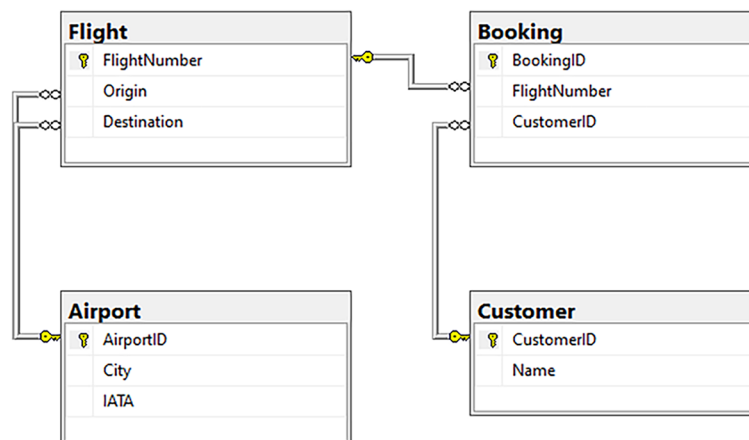 Flight
FlightNumber
Origin
Destination
Booking
BookingID
FlightNumber
CustomerID
Airport
AirportID
City
IATA
Customer
CustomerID
Name